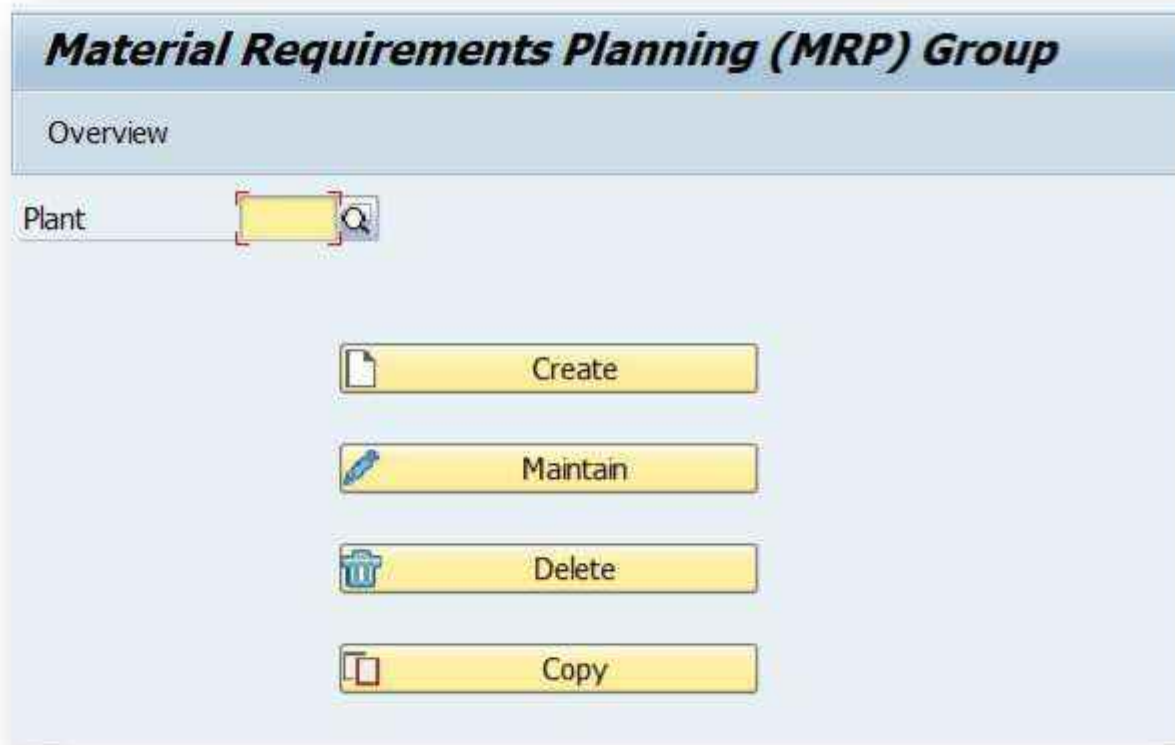 Material Requirements Planning (MRP) Group
Overview
Plant
Create
Maintain
Delete
Copy